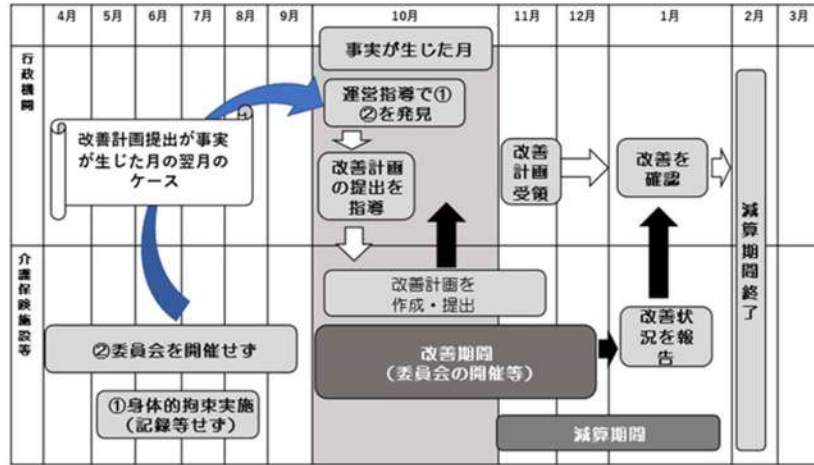 4月 5月 6月 7月 8月 9月 10月 11月 12月 1月 2月 3月
行政機関
事実が生じた月
運営指導で①
②を発見
改善計画提出が事実
が生じた月の翌月の
ケース
改善計画
の提出を
指導
改善
計画
受領
改善を
確認
減算期間終了
介護保険施設等
改善計画を
作成・提出
②委員会を開催せず
改善期間
(委員会の開催等)
改善状
況を報
告
①身体的拘束実施
(記録等せず)
減算期間